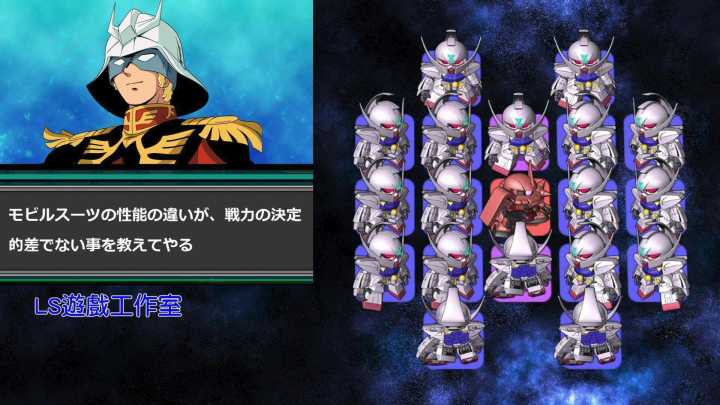 モビルスーツの性能の違いが、戦力の決定
的差でない事を教えてやる
LS遊戲工作室